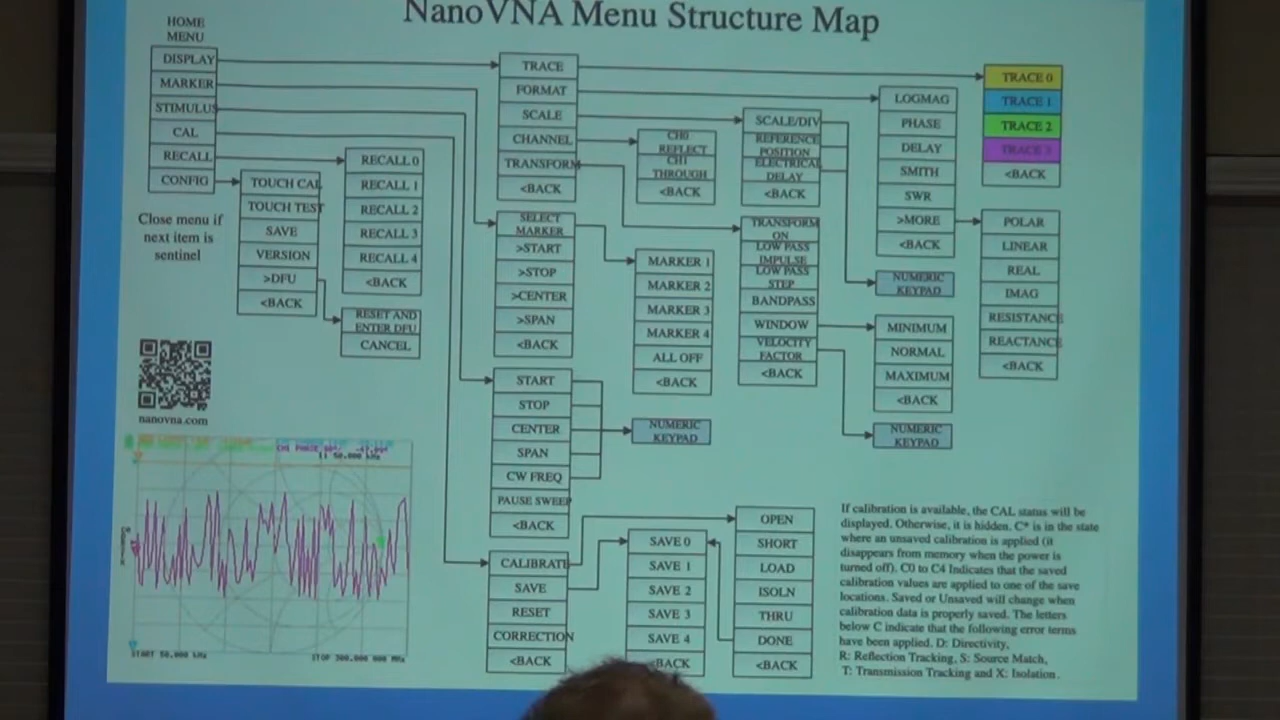 NanoVNA Menu Structure Map
HOME
MENU
DISPLAY
MARKER
STIMULUS
CAL
RECALL
CONFIG
Close menu if
next item is
sentinel
TOUCH CAL
TOUCH TEST
SAVE
VERSION
>DFU
<BACK
RECALL 0
RECALL 1
RECALL 2
RECALL 3
RECALL 4
<BACK
RESET AND
ENTER DFU
CANCEL
nanovna.com
START 50.000 kHz
STOP 300.000 000 MHz
TRACE
FORMAT
SCALE
CHANNEL
TRANSFORM
<BACK
SELECT
MARKER
>START
>STOP
>CENTER
>SPAN
<BACK
START
STOP
CENTER
SPAN
CW FREQ
PAUSE SWEEP
<BACK
CALIBRATE
SAVE
RESET
CORRECTION
<BACK
CH0
REFLECT
CH1
THROUGH
<BACK
MARKER 1
MARKER 2
MARKER 3
MARKER 4
ALL OFF
<BACK
NUMERIC
KEYPAD
SAVE 0
SAVE 1
SAVE 2
SAVE 3
SAVE 4
<BACK
SCALE/DIV
REFERENCE
POSITION
ELECTRICAL
DELAY
<BACK
TRANSFORM
ON
LOW PASS
IMPULSE
LOW PASS
STEP
BANDPASS
WINDOW
VELOCITY
FACTOR
<BACK
OPEN
SHORT
LOAD
ISOLN
THRU
DONE
<BACK
LOGMAG
PHASE
DELAY
SMITH
SWR
>MORE
<BACK
NUMERIC
KEYPAD
MINIMUM
NORMAL
MAXIMUM
<BACK
NUMERIC
KEYPAD
TRACE 0
TRACE 1
TRACE 2
TRACE 3
<BACK
POLAR
LINEAR
REAL
IMAG
RESISTANCE
REACTANCE
<BACK
If calibration is available, the CAL status will be
displayed. Otherwise, it is hidden. C* is in the state
where an unsaved calibration is applied (it
disappears from memory when the power is
turned off). C0 to C4 Indicates that the saved
calibration values are applied to one of the save
locations. Saved or Unsaved will change when
calibration data is properly saved. The letters
below C indicate that the following error terms
have been applied. D: Directivity,
R: Reflection Tracking, S: Source Match,
T: Transmission Tracking and X: Isolation.